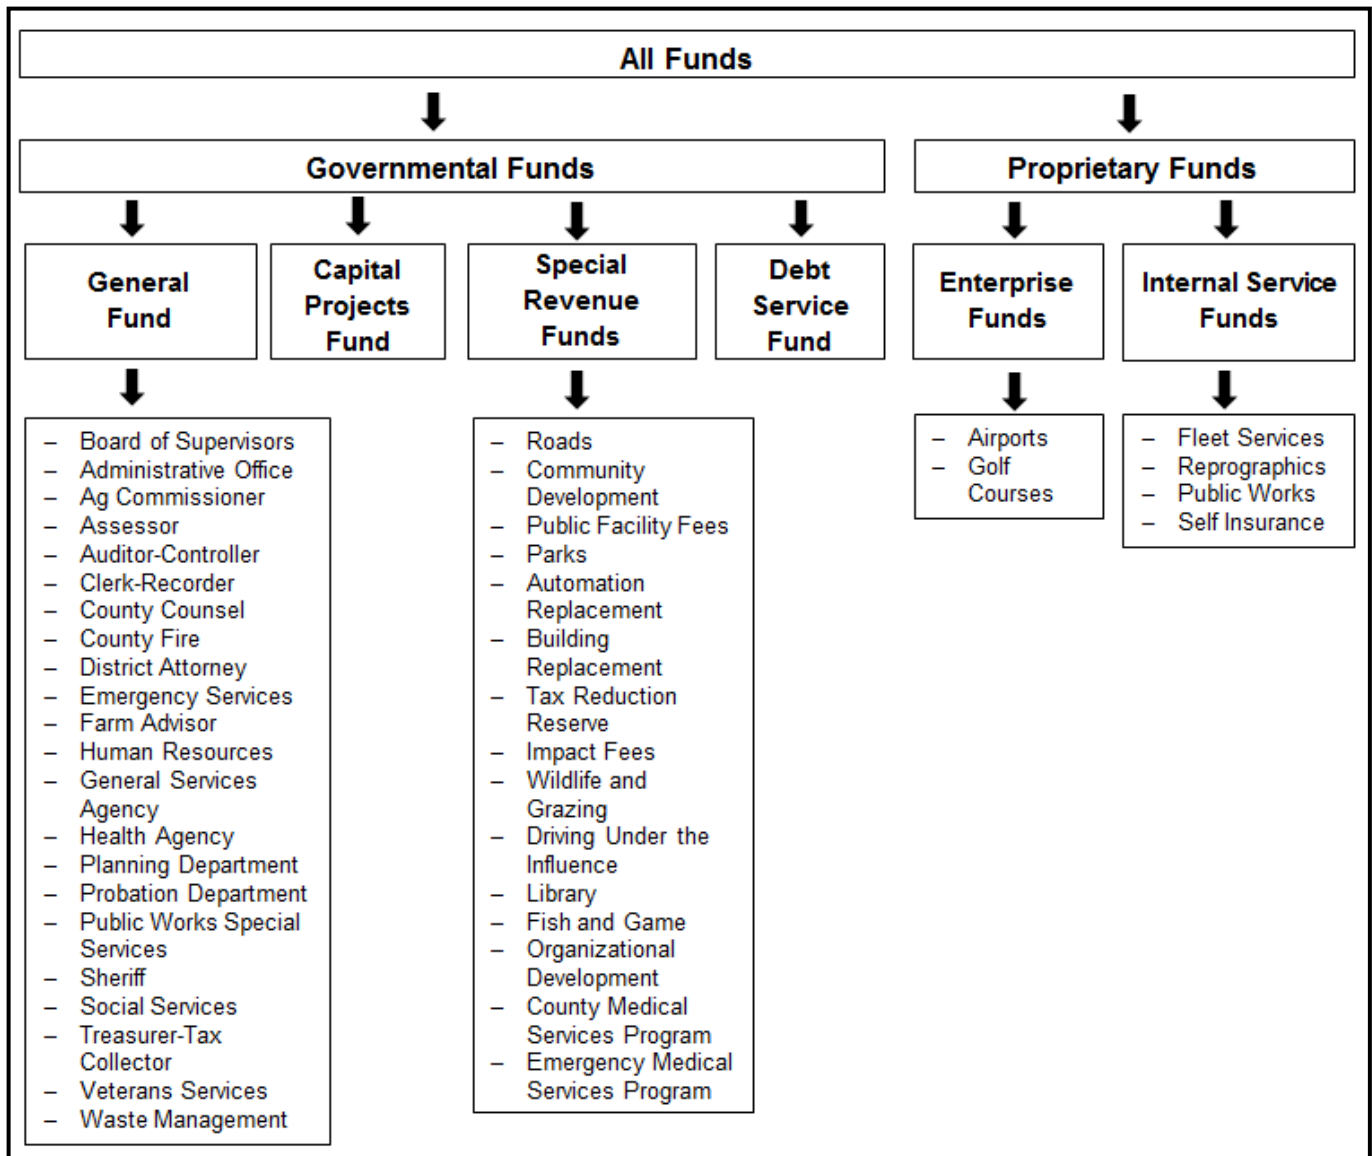 All Funds
Governmental Funds
Proprietary Funds
General
Fund
Capital
Projects
Fund
Special
Revenue
Funds
Debt
Service
Fund
Enterprise
Funds
Internal Service
Funds
– Board of Supervisors
– Administrative Office
– Ag Commissioner
– Assessor
– Auditor-Controller
– Clerk-Recorder
– County Counsel
– County Fire
– District Attorney
– Emergency Services
– Farm Advisor
– Human Resources
– General Services
Agency
– Health Agency
– Planning Department
– Probation Department
– Public Works Special
Services
– Sheriff
– Social Services
– Treasurer-Tax
Collector
– Veterans Services
– Waste Management
– Roads
– Community
Development
– Public Facility Fees
– Parks
– Automation
Replacement
– Building
Replacement
– Tax Reduction
Reserve
– Impact Fees
– Wildlife and
Grazing
– Driving Under the
Influence
– Library
– Fish and Game
– Organizational
Development
– County Medical
Services Program
– Emergency Medical
Services Program
– Airports
– Golf
Courses
– Fleet Services
– Reprographics
– Public Works
– Self Insurance